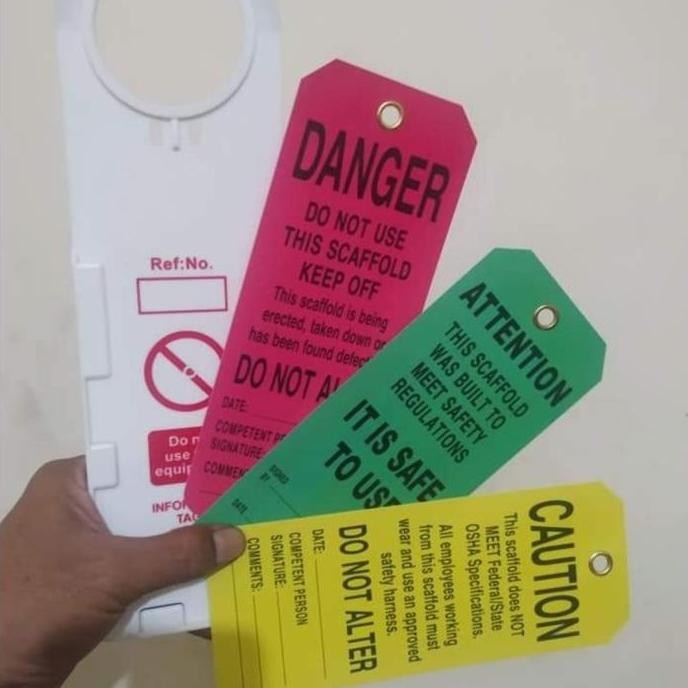 Ref:No.
Do n
use
equip
INFO
TAG
DANGER
DO NOT USE
THIS SCAFFOLD
KEEP OFF
This scaffold is being
erected, taken down or
has been found defect
DO NOT AL
DATE:
COMPETENT PE
SIGNATURE:
COMMEN
ATTENTION
THIS SCAFFOLD
WAS BUILT TO
MEET SAFETY
REGULATIONS
IT IS SAFE
TO USE
SIGNED
BY
DATE
CAUTION
This scaffold does NOT
MEET Federal/State
OSHA Specifications.
All employees working
from this scaffold must
wear and use an approved
safety harness.
DO NOT ALTER
DATE:
COMPETENT PERSON
SIGNATURE:
COMMENTS: